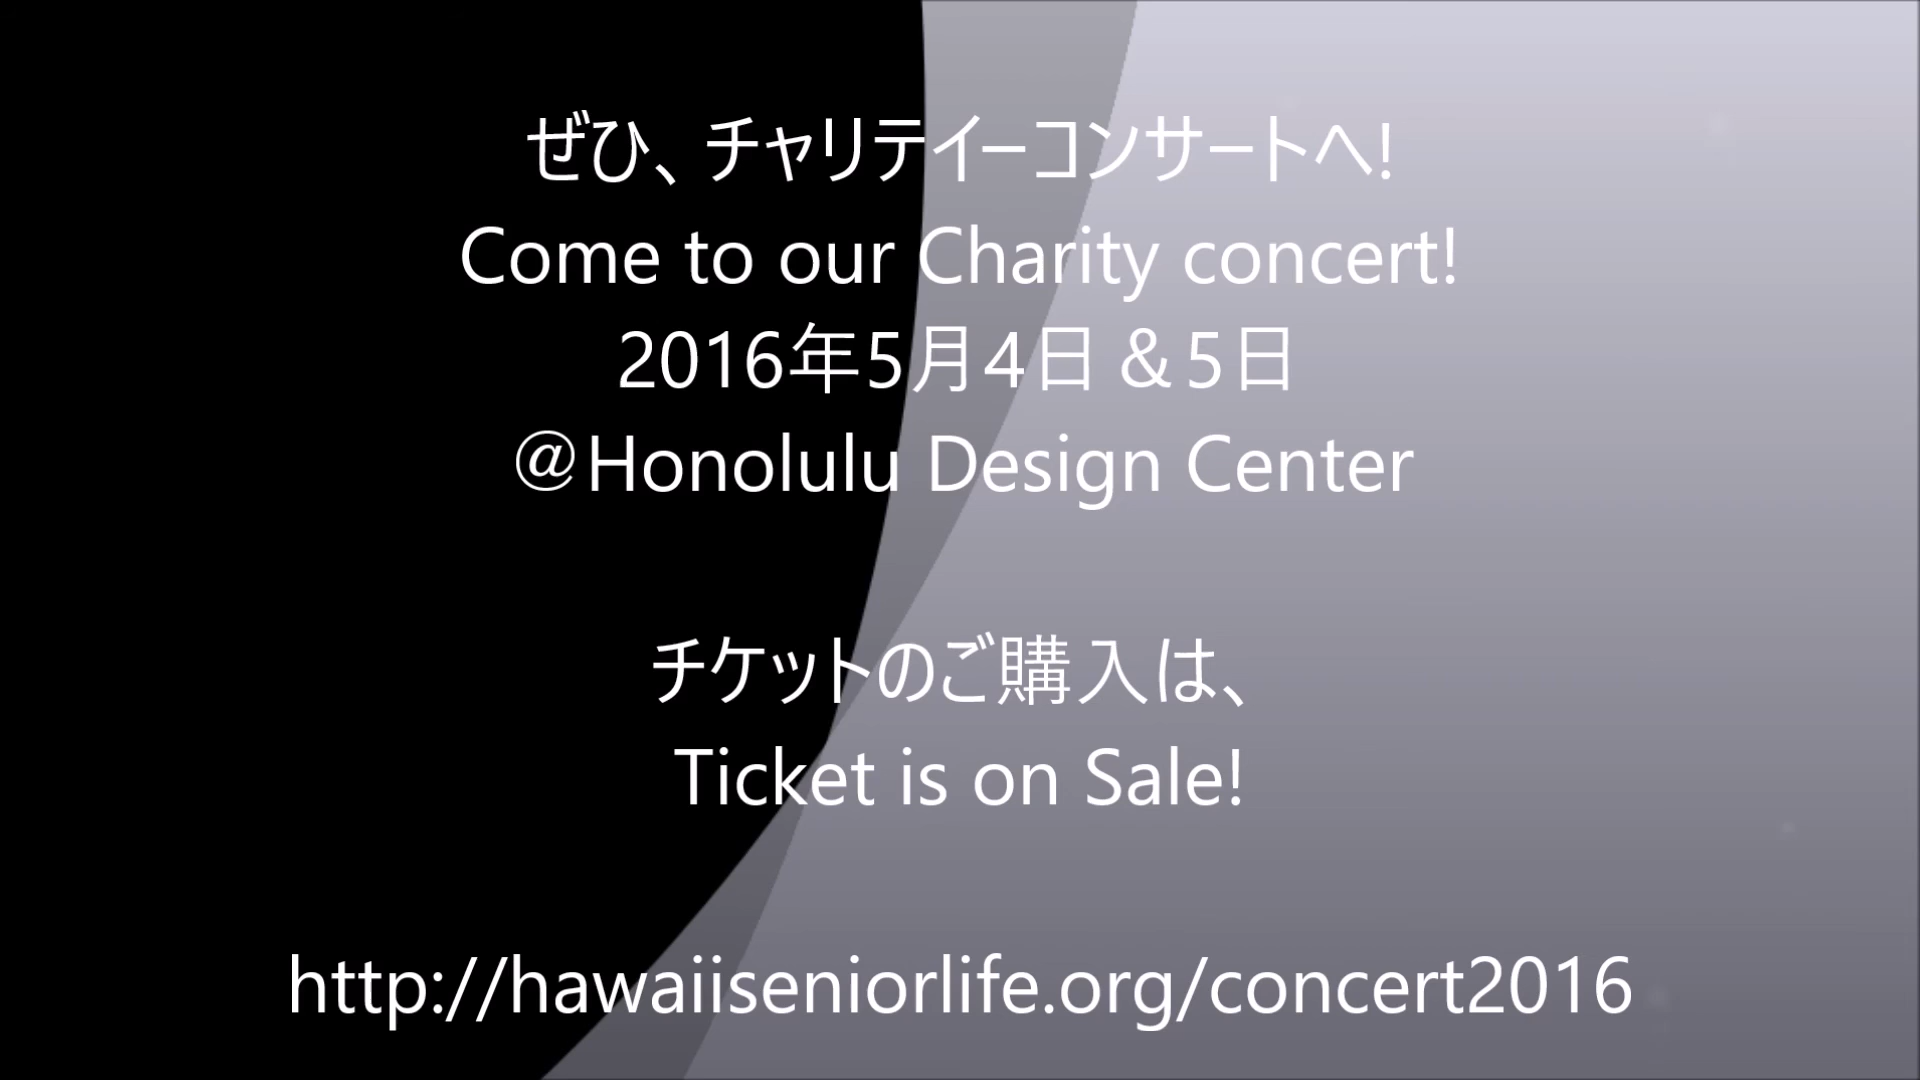 ぜひ、チャリテイーコンサートへ!
Come to our Charity concert!
2016年5月4日＆5日
＠Honolulu Design Center
チケットのご購入は、
Ticket is on Sale!
http://hawaiiseniorlife.org/concert2016